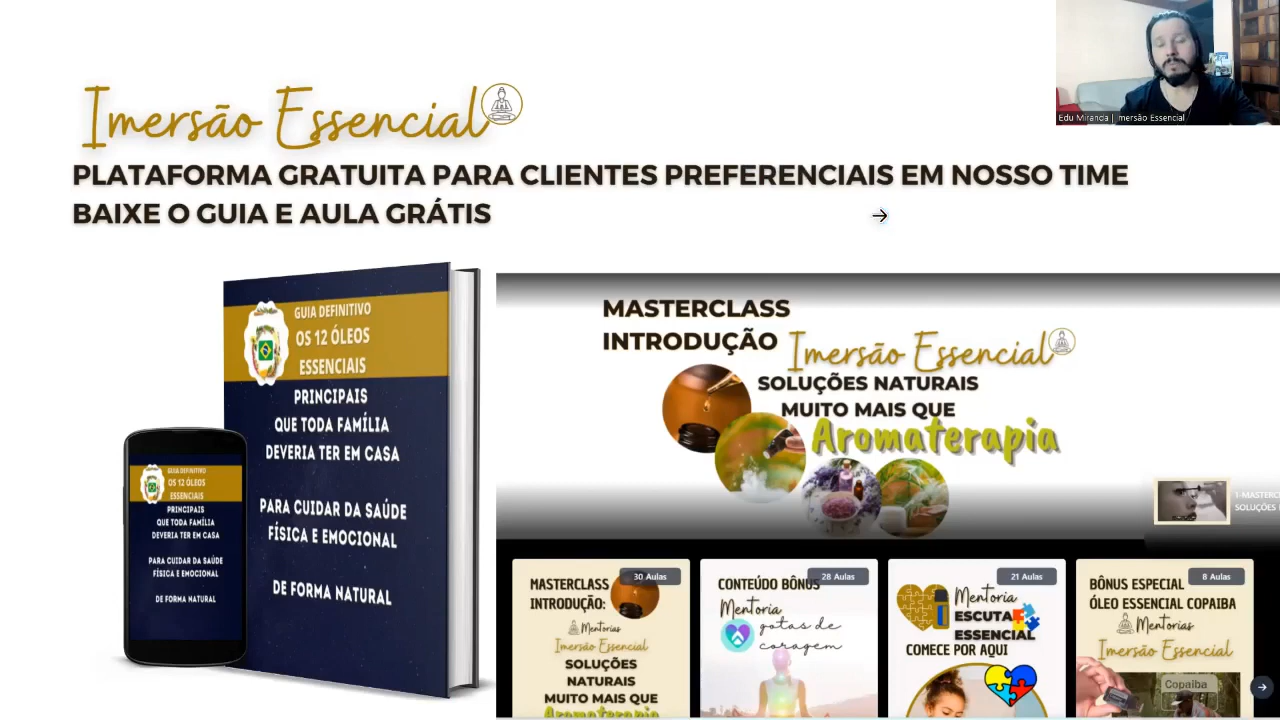 Imersão Essencial
PLATAFORMA GRATUITA PARA CLIENTES PREFERENCIAIS EM NOSSO TIME
BAIXE O GUIA E AULA GRÁTIS
Edu Miranda | mersão Essencial
GUIA DEFINITIVO
OS 12 ÓLEOS
ESSENCIAIS
PRINCIPAIS
QUE TODA FAMÍLIA
DEVERIA TER EM CASA
PARA CUIDAR DA SAÚDE
FÍSICA E EMOCIONAL
DE FORMA NATURAL
GUIA DEFINITIVO
OS 12 ÓLEOS
ESSENCIAIS
PRINCIPAIS
QUE TODA FAMÍLIA
DEVERIA TER EM CASA
PARA CUIDAR DA SAÚDE
FÍSICA E EMOCIONAL
DE FORMA NATURAL
MASTERCLASS
INTRODUÇÃO Imersão Essencial
SOLUÇÕES NATURAIS
MUITO MAIS QUE
Aromaterapia
1-MASTERC
SOLUÇÕES
30 Aulas
MASTERCLASS
INTRODUÇÃO:
Mentorias
Imersão Essencial
SOLUÇÕES
NATURAIS
MUITO MAIS QUE
Aromaterapia
28 Aulas
CONTEÚDO BÔNUS
Mentoria
gotas de
coragem
21 Aulas
Mentoria
ESCUTA
ESSENCIAL
COMECE POR AQUI
8 Aulas
BÔNUS ESPECIAL
ÓLEO ESSENCIAL COPAIBA
Mentorias
Imersão Essencial
Copaiba